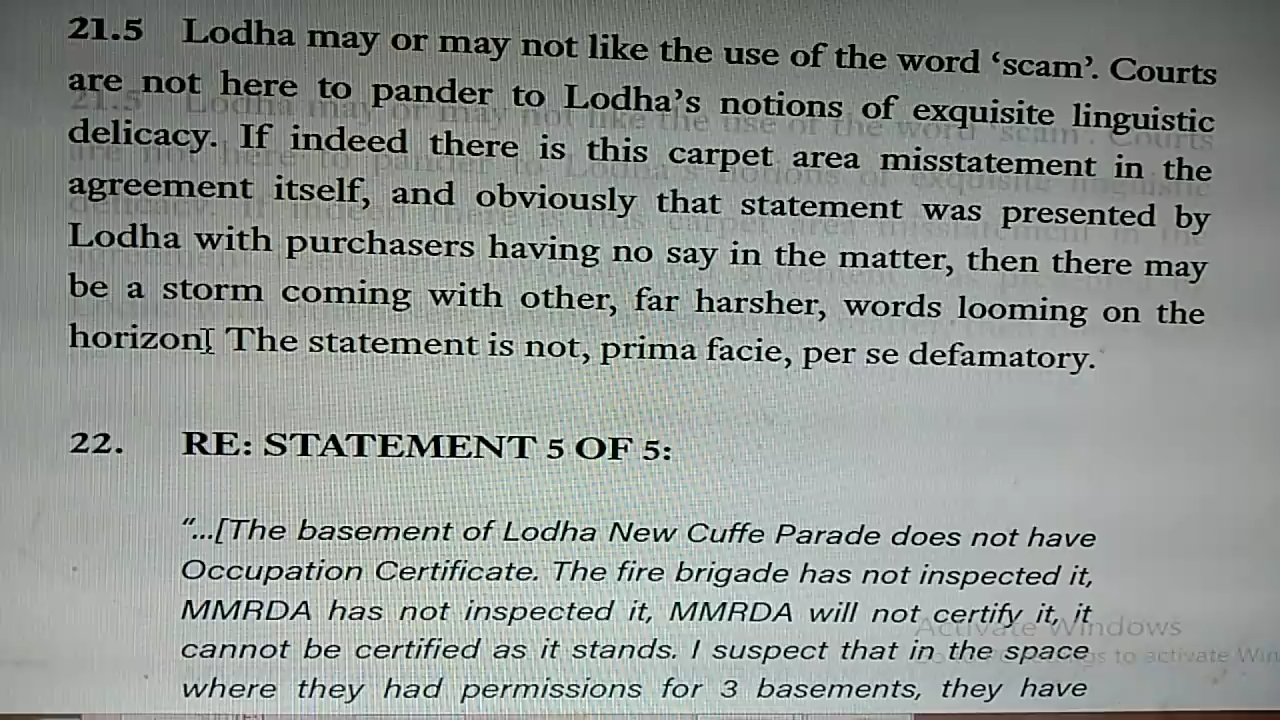 21.5 Lodha may or may not like the use of the word ‘scam’. Courts
are not here to pander to Lodha’s notions of exquisite linguistic
delicacy. If indeed there is this carpet area misstatement in the
agreement itself, and obviously that statement was presented by
Lodha with purchasers having no say in the matter, then there may
be a storm coming with other, far harsher, words looming on the
horizon. The statement is not, prima facie, per se defamatory.
22. RE: STATEMENT 5 OF 5:
“...[The basement of Lodha New Cuffe Parade does not have
Occupation Certificate. The fire brigade has not inspected it,
MMRDA has not inspected it, MMRDA will not certify it, it
cannot be certified as it stands. I suspect that in the space
where they had permissions for 3 basements, they have
Activate Windows
to activate Win